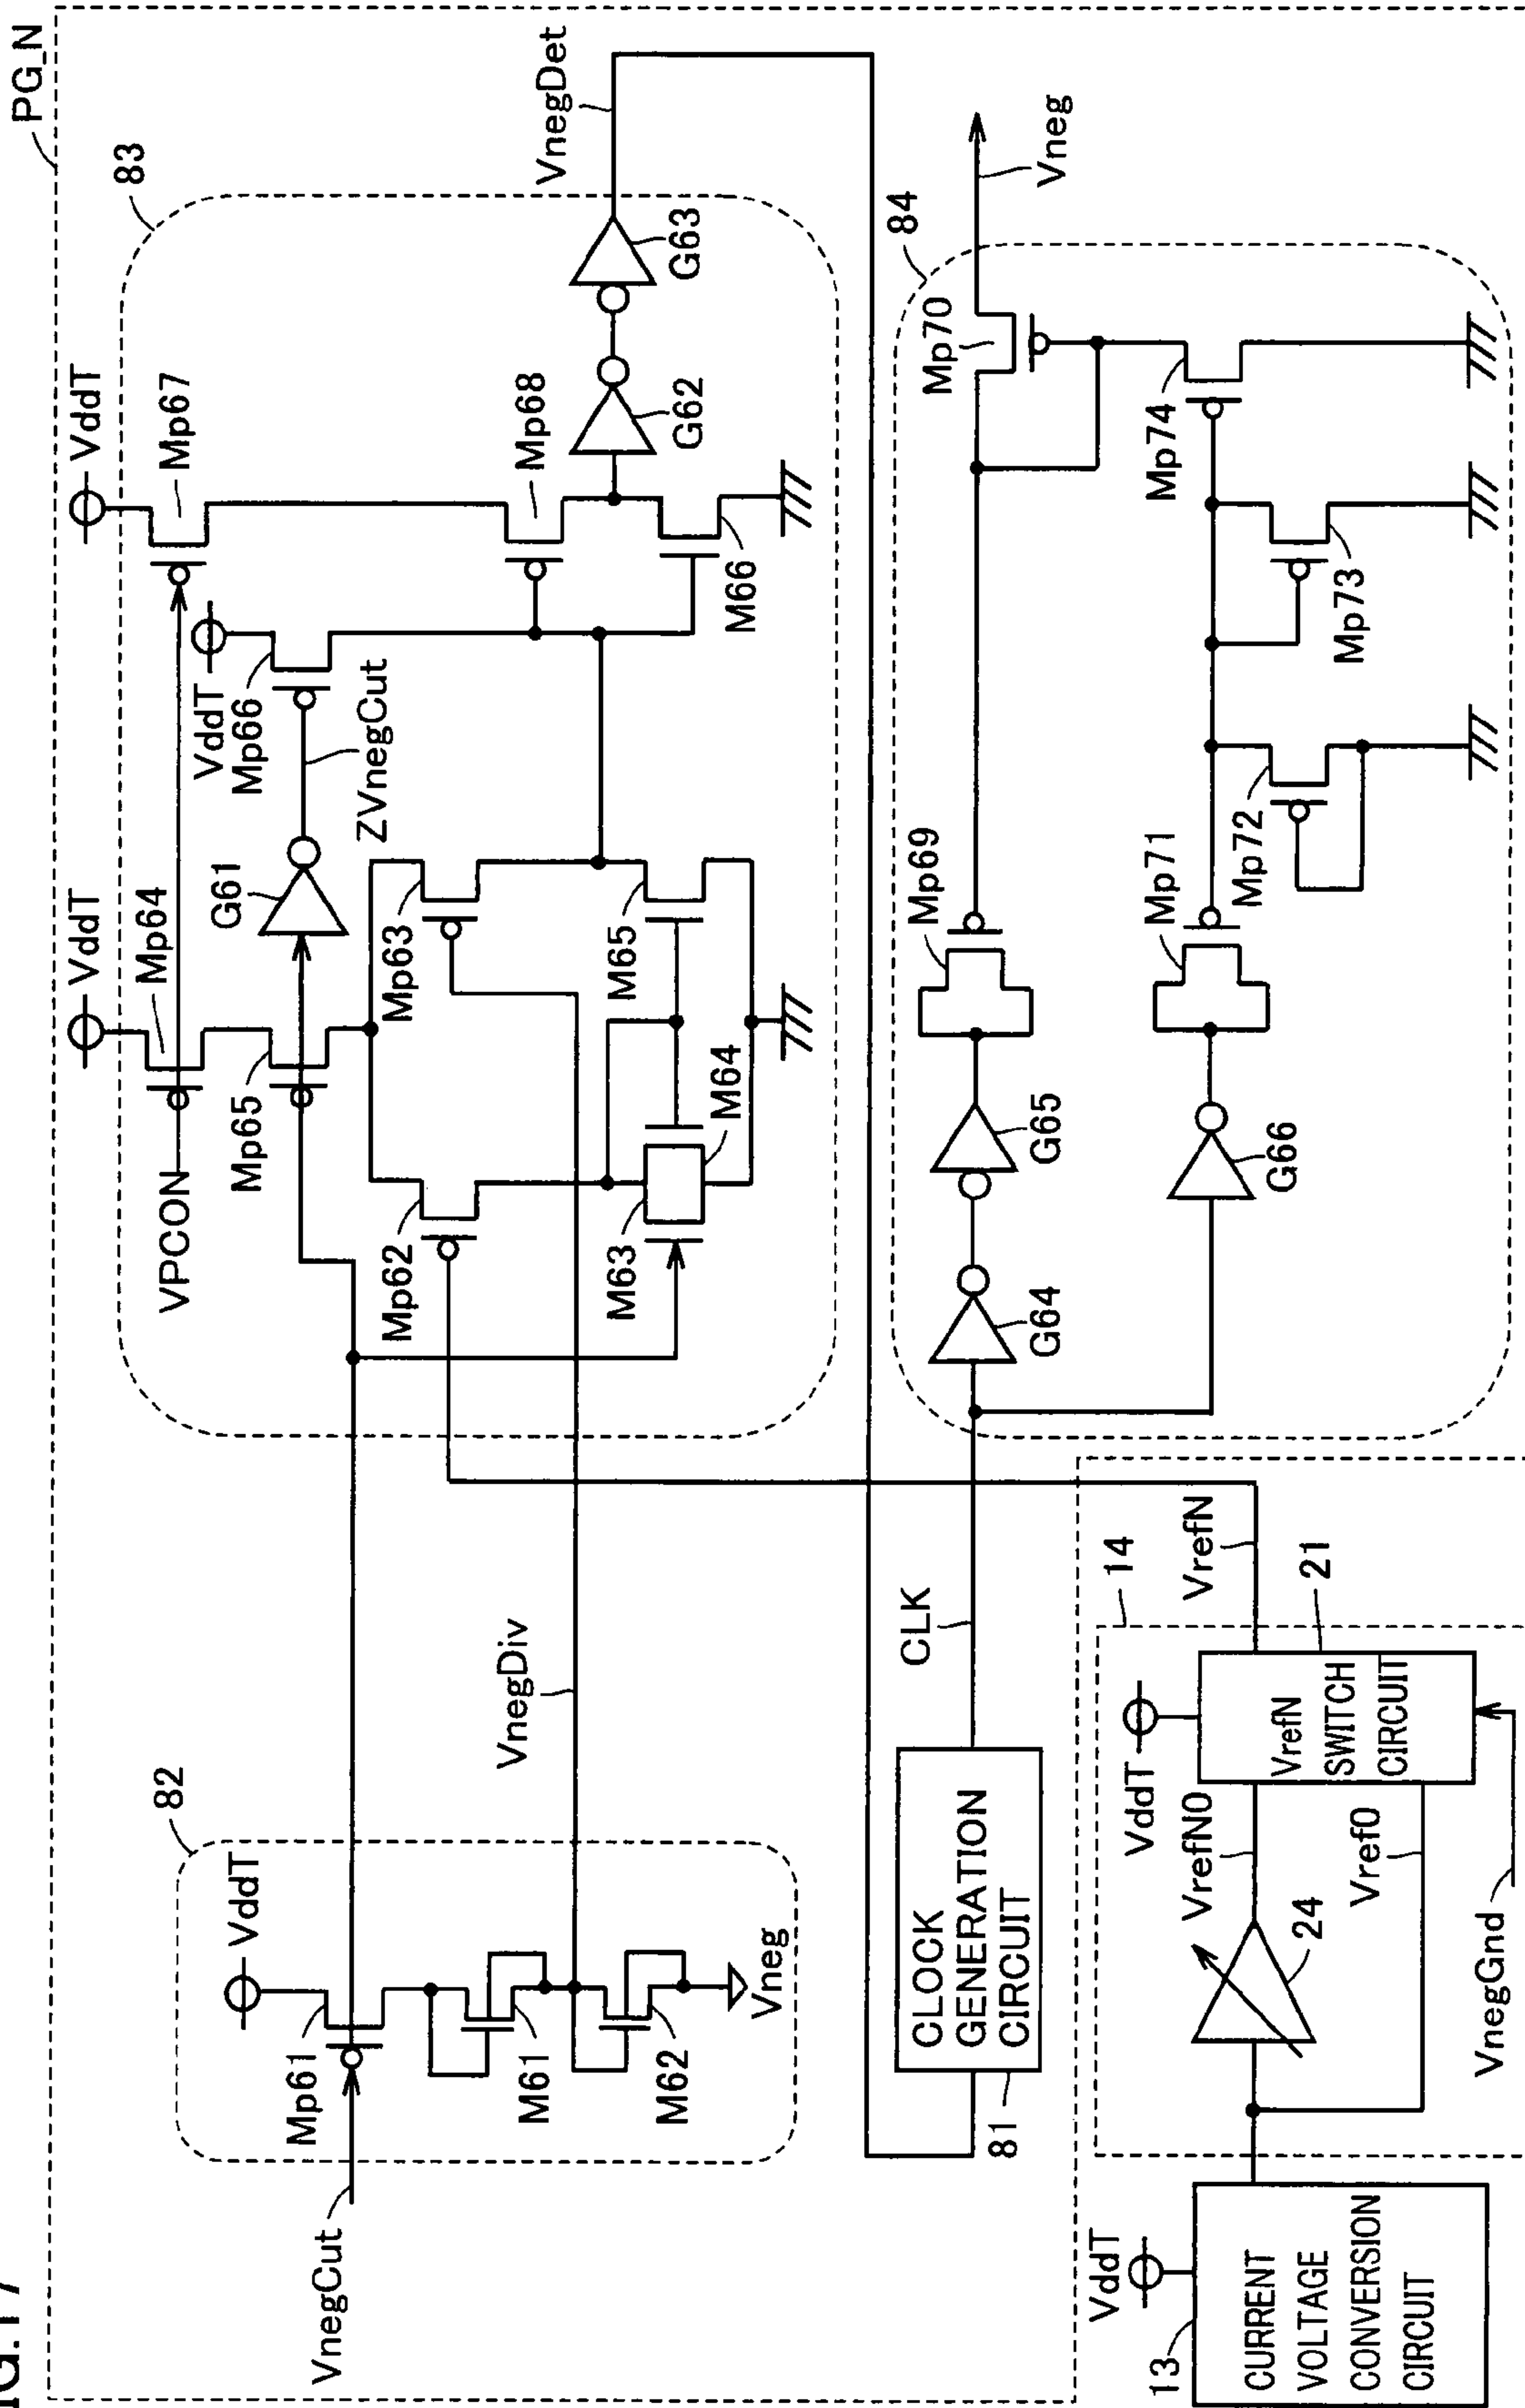 FIG.17
PG_N
83
VddT
Mp67
VddT
Mp64
VPCON
VddT
Mp66
Mp65
G61
ZVnegCut
Mp68
VnegDet
G63
G62
M66
Mp63
Mp62
M65
M64
M63
82
VddT
Mp61
M61
M62
Vneg
VnegCut
VnegDiv
84
Vneg
Mp70
Mp74
Mp73
Mp72
Mp69
Mp71
G65
G64
G66
CLK
CLOCK
GENERATION
CIRCUIT
81
14
VrefN
21
VddT
VrefN
SWITCH
CIRCUIT
VrefN0
Vref0
24
VnegGnd
VddT
13
CURRENT
VOLTAGE
CONVERSION
CIRCUIT